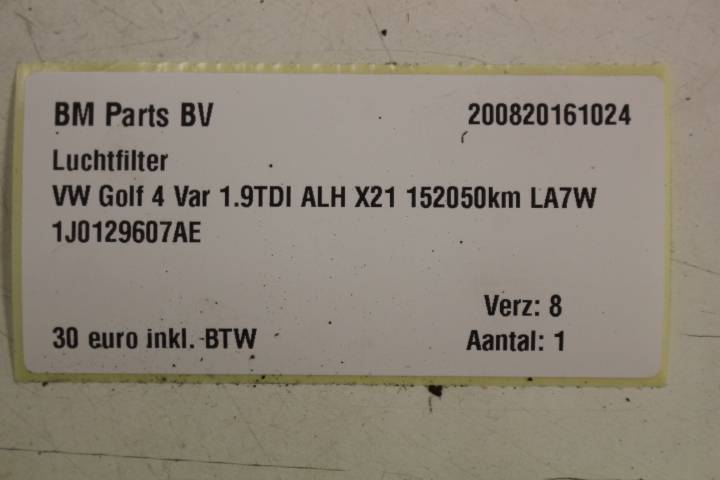 BM Parts BV 200820161024
Luchtfilter
VW Golf 4 Var 1.9TDI ALH X21 152050km LA7W
1J0129607AE
Verz: 8
30 euro inkl. BTW Aantal: 1